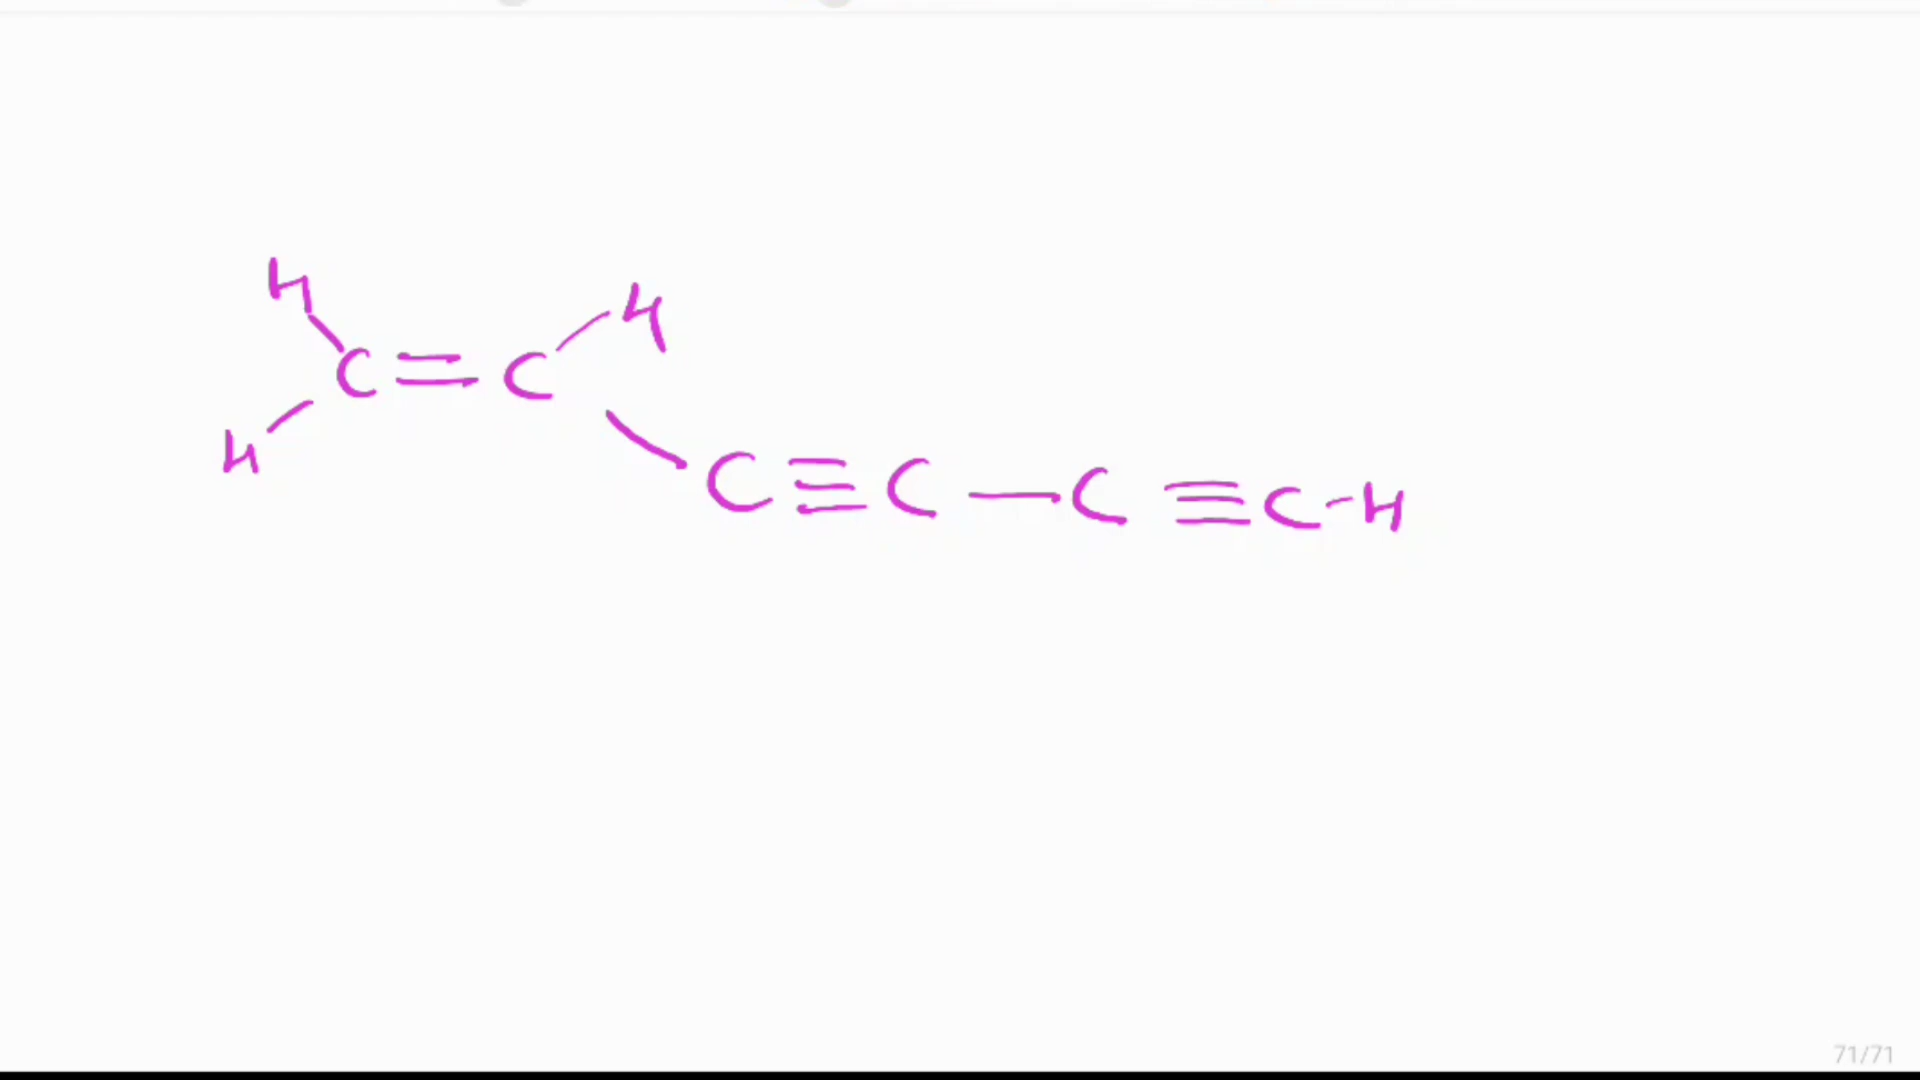 H H
C = C
H
C ≡ C — C ≡ C - H
71/71